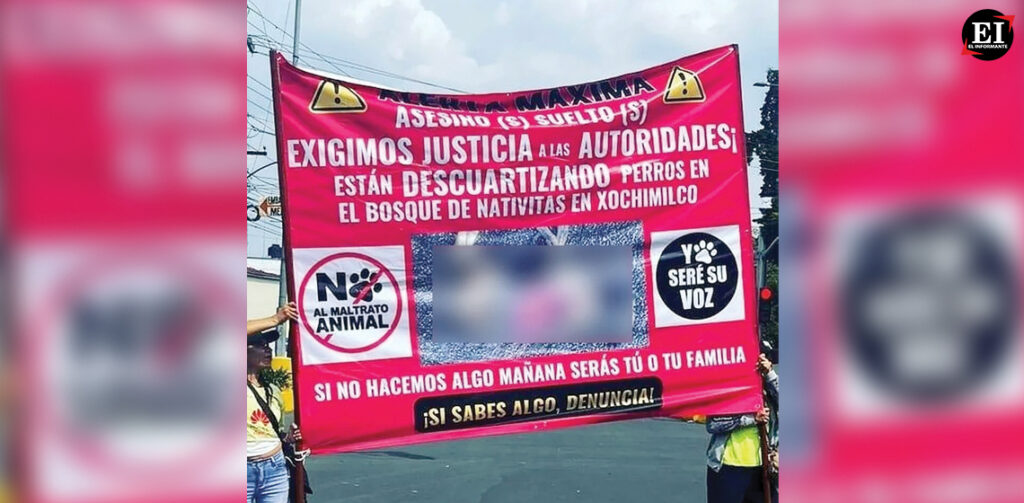 EI
EL INFORMANTE
ALERTA MÁXIMA
ASESINO (S) SUELTO (S)
EXIGIMOS JUSTICIA A LAS AUTORIDADES¡
ESTÁN DESCUARTIZANDO PERROS EN
EL BOSQUE DE NATIVITAS EN XOCHIMILCO
NO
AL MALTRATO
ANIMAL
YO
SERÉ SU
VOZ
SI NO HACEMOS ALGO MAÑANA SERÁS TÚ O TU FAMILIA
¡SI SABES ALGO, DENUNCIA!